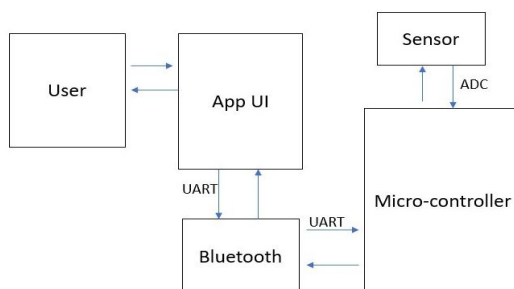 Sensor
User
App UI
ADC
UART
Micro-controller
UART
Bluetooth